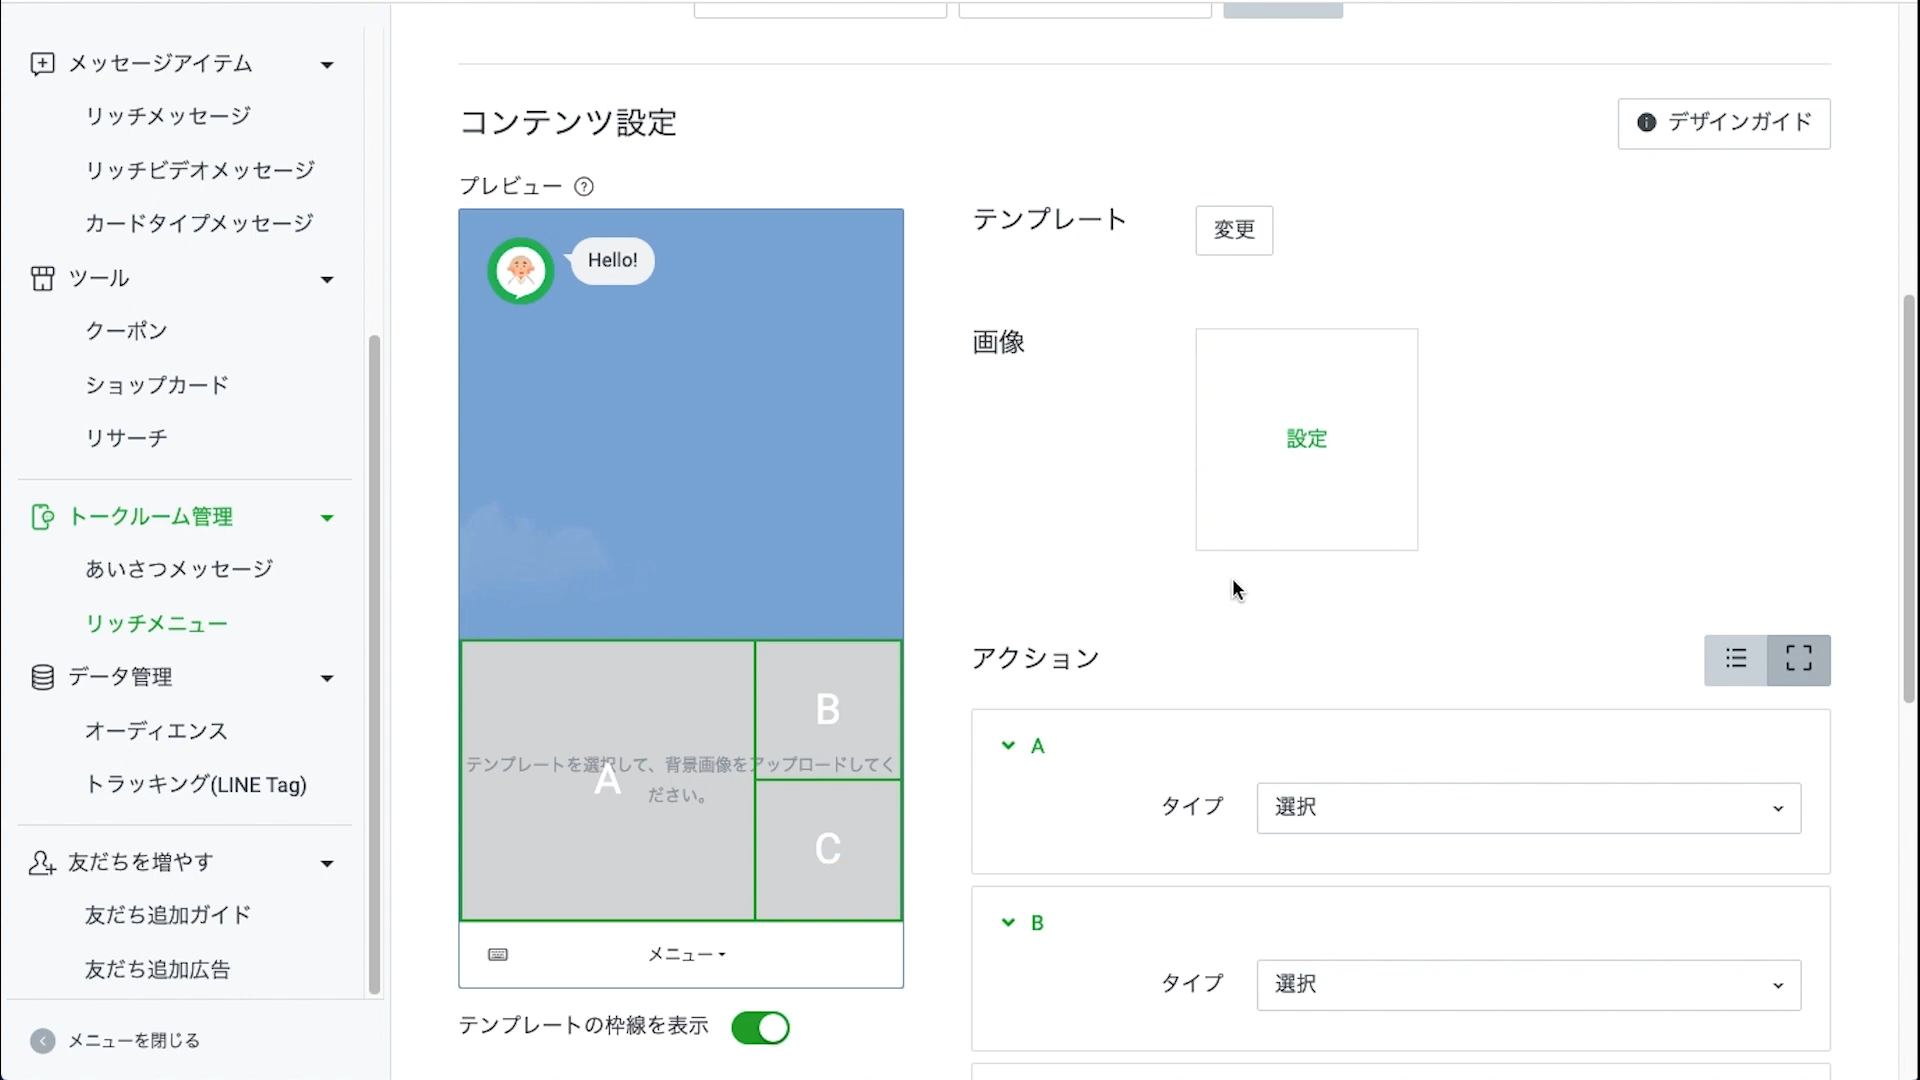 メッセージアイテム
リッチメッセージ
リッチビデオメッセージ
カードタイプメッセージ
ツール
クーポン
ショップカード
リサーチ
トークルーム管理
あいさつメッセージ
リッチメニュー
データ管理
オーディエンス
トラッキング(LINE Tag)
友だちを増やす
友だち追加ガイド
友だち追加広告
メニューを閉じる
コンテンツ設定
デザインガイド
プレビュー
Hello!
テンプレートを選択して、背景画像をアップロードしてく
ださい。
A
B
C
メニュー
テンプレートの枠線を表示
テンプレート
変更
画像
設定
アクション
A
タイプ
選択
B
タイプ
選択